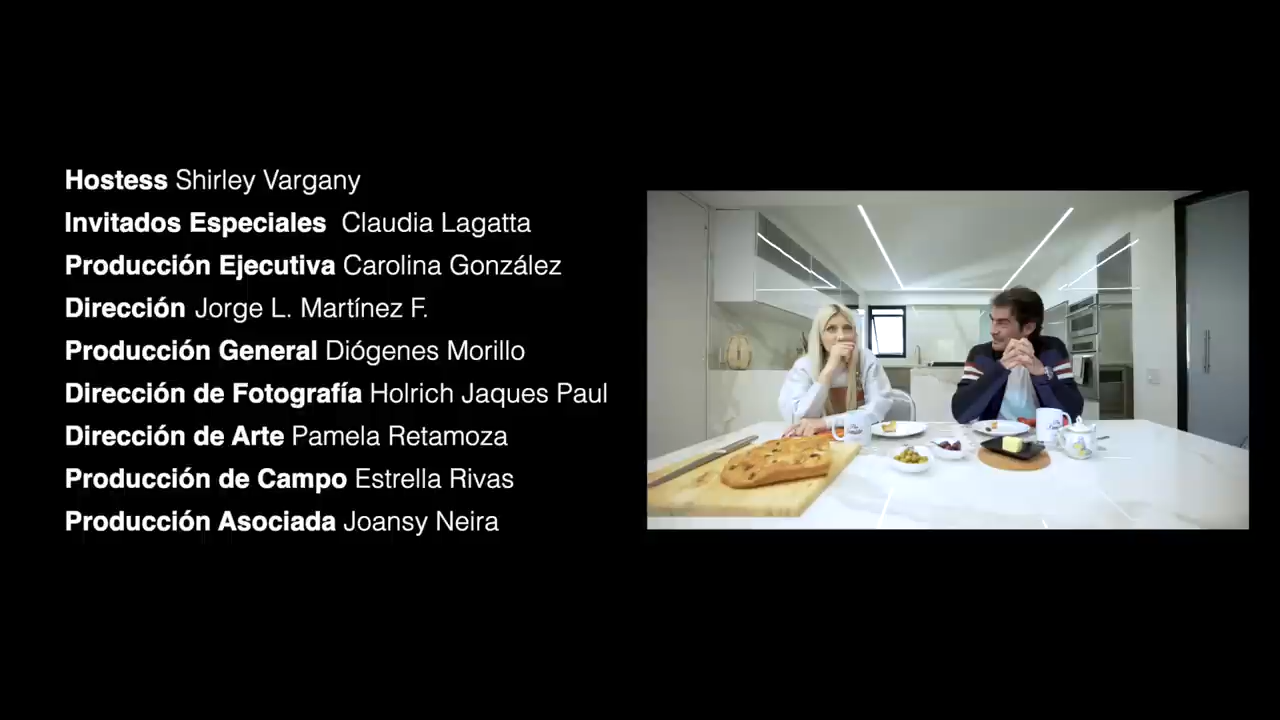 Hostess Shirley Vargany
Invitados Especiales Claudia Lagatta
Producción Ejecutiva Carolina González
Dirección Jorge L. Martínez F.
Producción General Diógenes Morillo
Dirección de Fotografía Holrich Jaques Paul
Dirección de Arte Pamela Retamoza
Producción de Campo Estrella Rivas
Producción Asociada Joansy Neira